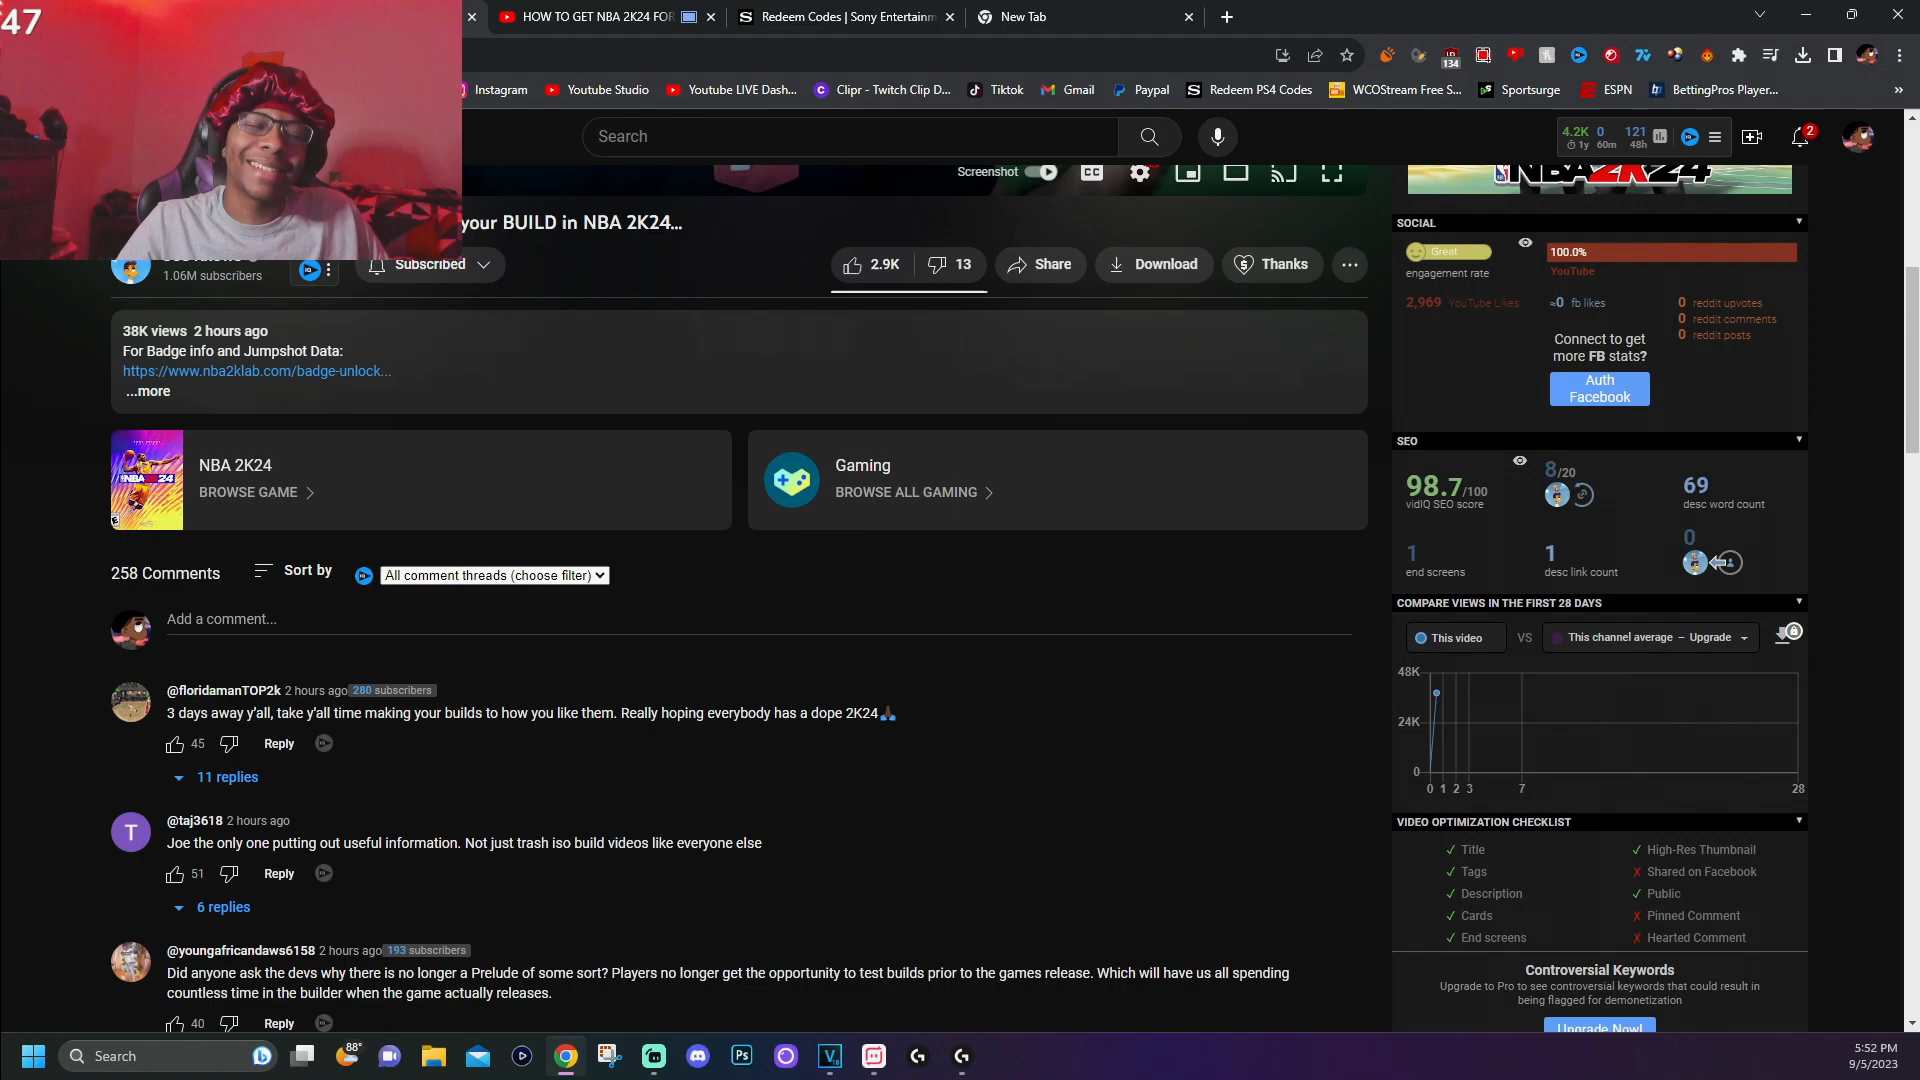 47
HOW TO GET NBA 2K24 FOR
Redeem Codes | Sony Entertainm
New Tab
134
Instagram
Youtube Studio
Youtube LIVE Dash...
Clipr - Twitch Clip D...
Tiktok
Gmail
Paypal
Redeem PS4 Codes
WCOStream Free S...
Sportsurge
ESPN
BettingPros Player...
Search
4.2K 0 121
1y 60m 48h
2
Screenshot
NBA 2K24
your BUILD in NBA 2K24...
1.06M subscribers
Subscribed
2.9K
13
Share
Download
Thanks
38K views 2 hours ago
For Badge info and Jumpshot Data:
https://www.nba2klab.com/badge-unlock...
...more
NBA 2K24
BROWSE GAME
Gaming
BROWSE ALL GAMING
258 Comments
Sort by
All comment threads (choose filter)
Add a comment...
@floridamanTOP2k 2 hours ago 280 subscribers
3 days away y'all, take y'all time making your builds to how you like them. Really hoping everybody has a dope 2K24🙏🏿
45
Reply
11 replies
T
@taj3618 2 hours ago
Joe the only one putting out useful information. Not just trash iso build videos like everyone else
51
Reply
6 replies
@youngafricandaws6158 2 hours ago 193 subscribers
Did anyone ask the devs why there is no longer a Prelude of some sort? Players no longer get the opportunity to test builds prior to the games release. Which will have us all spending
countless time in the builder when the game actually releases.
40
Reply
SOCIAL
Great
engagement rate
100.0%
YouTube
2,969 YouTube Likes
≈0 fb likes
0 reddit upvotes
0 reddit comments
0 reddit posts
Connect to get
more FB stats?
Auth
Facebook
SEO
98.7/100
vidIQ SEO score
8/20
69
desc word count
1
end screens
1
desc link count
0
COMPARE VIEWS IN THE FIRST 28 DAYS
This video
VS
This channel average – Upgrade
48K
24K
0
0 1 2 3 7 28
VIDEO OPTIMIZATION CHECKLIST
✓ Title
✓ High-Res Thumbnail
✓ Tags
✗ Shared on Facebook
✓ Description
✓ Public
✓ Cards
✗ Pinned Comment
✓ End screens
✗ Hearted Comment
Controversial Keywords
Upgrade to Pro to see controversial keywords that could result in
being flagged for demonetization
Upgrade Now!
Search
88°
5:52 PM
9/5/2023